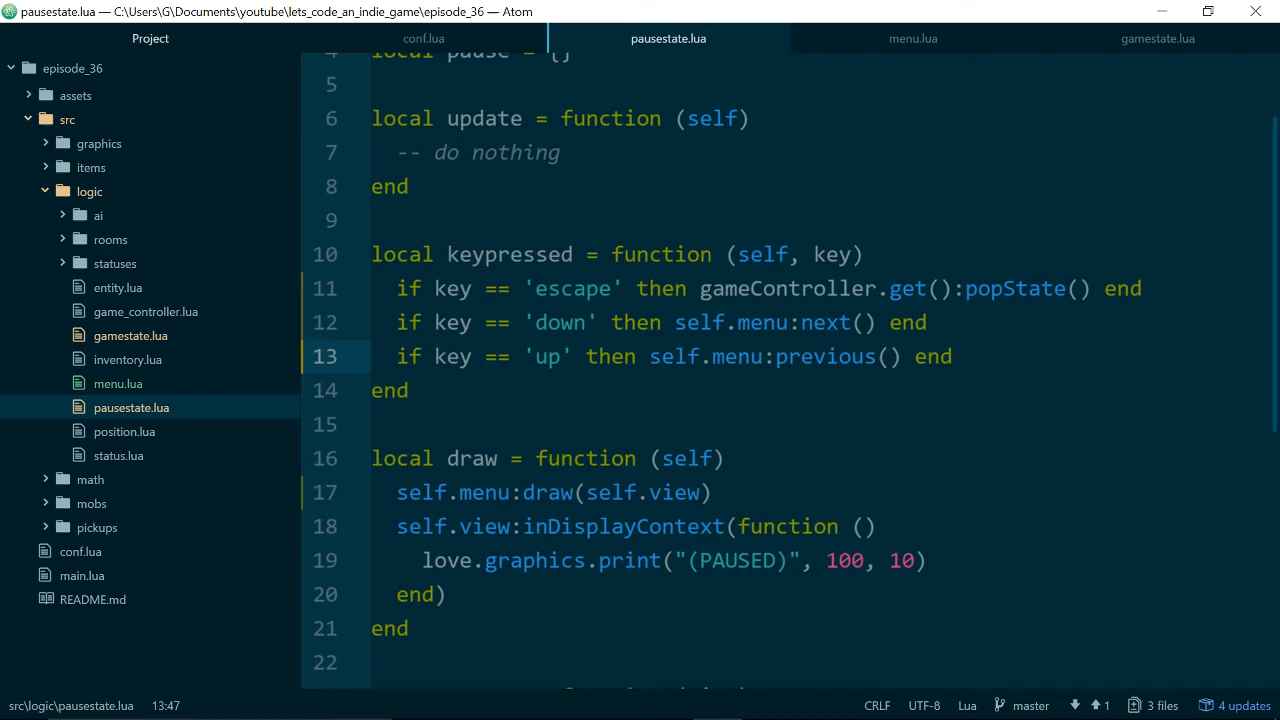 pausestate.lua — C:\Users\G\Documents\youtube\lets_code_an_indie_game\episode_36 — Atom
Project
conf.lua
pausestate.lua
menu.lua
gamestate.lua
episode_36
assets
src
graphics
items
logic
ai
rooms
statuses
entity.lua
game_controller.lua
gamestate.lua
inventory.lua
menu.lua
pausestate.lua
position.lua
status.lua
math
mobs
pickups
conf.lua
main.lua
README.md
4 local pause = {}
5
6 local update = function (self)
7 -- do nothing
8 end
9
10 local keypressed = function (self, key)
11 if key == 'escape' then gameController.get():popState() end
12 if key == 'down' then self.menu:next() end
13 if key == 'up' then self.menu:previous() end
14 end
15
16 local draw = function (self)
17 self.menu:draw(self.view)
18 self.view:inDisplayContext(function ()
19 love.graphics.print("(PAUSED)", 100, 10)
20 end)
21 end
22
src\logic\pausestate.lua 13:47 CRLF UTF-8 Lua master 1 3 files 4 updates